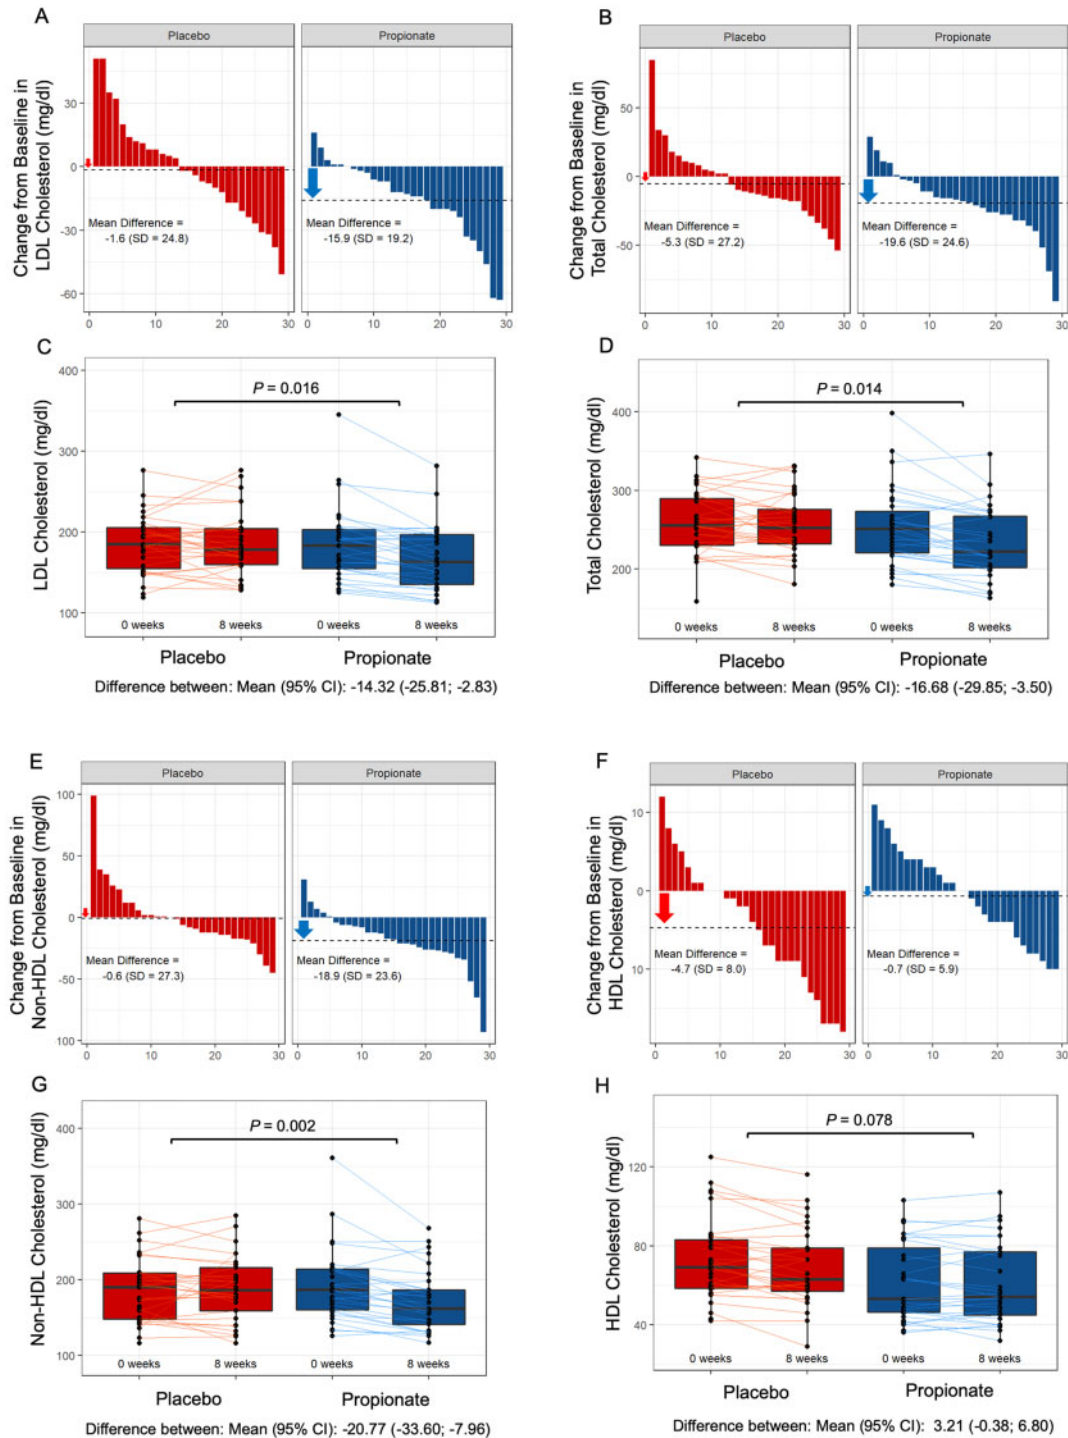 A
Placebo
Propionate
Change from Baseline in
LDL Cholesterol (mg/dl)
30
0
-30
-60
Mean Difference =
-1.6 (SD = 24.8)
Mean Difference =
-15.9 (SD = 19.2)
0
10
20
30
0
10
20
30
B
Placebo
Propionate
Change from Baseline in
Total Cholesterol (mg/dl)
50
0
-50
Mean Difference =
-5.3 (SD = 27.2)
Mean Difference =
-19.6 (SD = 24.6)
0
10
20
30
0
10
20
30
C
LDL Cholesterol (mg/dl)
400
300
200
100
P = 0.016
0 weeks
8 weeks
0 weeks
8 weeks
Placebo
Propionate
Difference between: Mean (95% CI): -14.32 (-25.81; -2.83)
D
Total Cholesterol (mg/dl)
400
300
200
P = 0.014
0 weeks
8 weeks
0 weeks
8 weeks
Placebo
Propionate
Difference between: Mean (95% CI): -16.68 (-29.85; -3.50)
E
Placebo
Propionate
Change from Baseline in
Non-HDL Cholesterol (mg/dl)
100
50
0
-50
100
Mean Difference =
-0.6 (SD = 27.3)
Mean Difference =
-18.9 (SD = 23.6)
0
10
20
30
0
10
20
30
F
Placebo
Propionate
Change from Baseline in
HDL Cholesterol (mg/dl)
10
0
10
Mean Difference =
-4.7 (SD = 8.0)
Mean Difference =
-0.7 (SD = 5.9)
0
10
20
30
0
10
20
30
G
Non-HDL Cholesterol (mg/dl)
400
300
200
100
P = 0.002
0 weeks
8 weeks
0 weeks
8 weeks
Placebo
Propionate
Difference between: Mean (95% CI): -20.77 (-33.60; -7.96)
H
HDL Cholesterol (mg/dl)
120
80
40
P = 0.078
0 weeks
8 weeks
0 weeks
8 weeks
Placebo
Propionate
Difference between: Mean (95% CI): 3.21 (-0.38; 6.80)